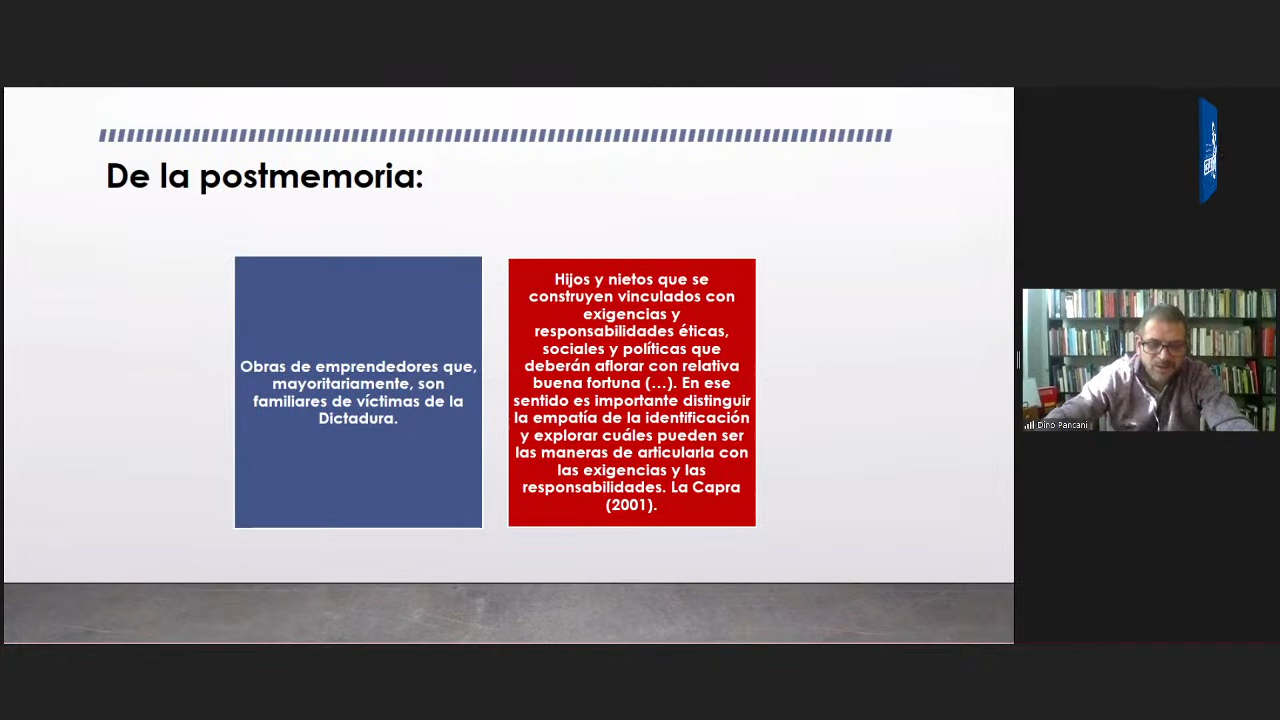 De la postmemoria:
Obras de emprendedores que,
mayoritariamente, son
familiares de víctimas de la
Dictadura.
Hijos y nietos que se
construyen vinculados con
exigencias y
responsabilidades éticas,
sociales y políticas que
deberán aflorar con relativa
buena fortuna (...). En ese
sentido es importante distinguir
la empatía de la identificación
y explorar cuáles pueden ser
las maneras de articularla con
las exigencias y las
responsabilidades. La Capra
(2001).
Dino Pancani